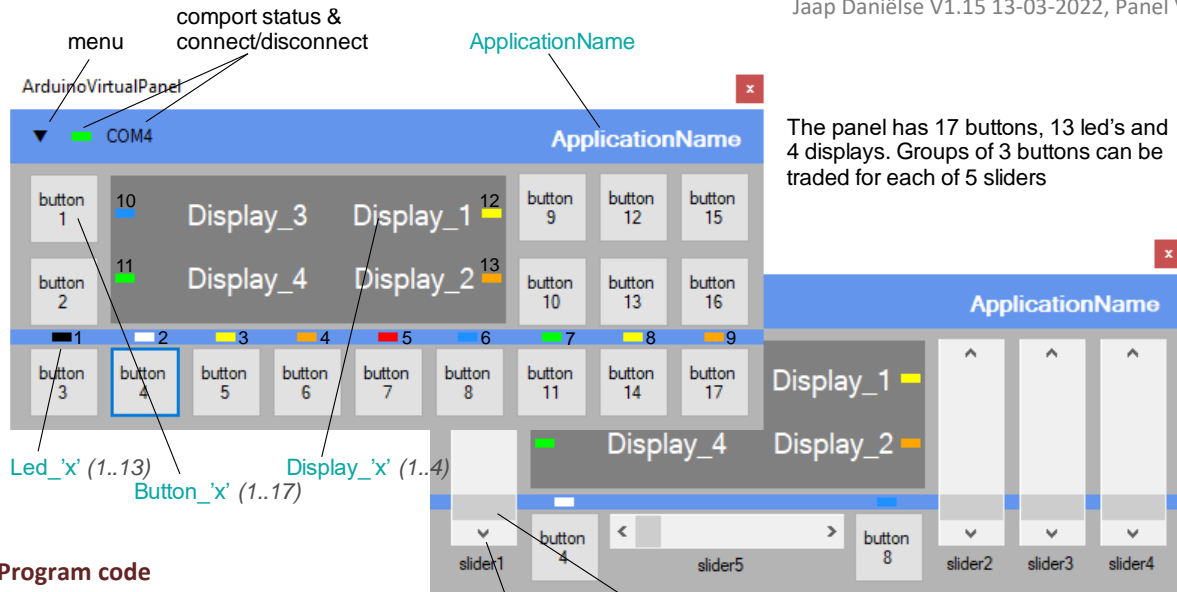 Jaap Daniëlse V1.15 13-03-2022, Panel
comport status &
connect/disconnect
menu
ApplicationName
ArduinoVirtualPanel
x
▼ COM4
ApplicationName
The panel has 17 buttons, 13 led's and
4 displays. Groups of 3 buttons can be
traded for each of 5 sliders
button
1
10
Display_3
Display_1
12
button
9
button
12
button
15
button
2
11
Display_4
Display_2
13
button
10
button
13
button
16
1
2
3
4
5
6
7
8
9
button
3
button
4
button
5
button
6
button
7
button
8
button
11
button
14
button
17
x
ApplicationName
Display_1
Display_4
Display_2
button
4
button
8
slider1
slider5
slider2
slider3
slider4
Led_'x' (1..13)
Button_'x' (1..17)
Display_'x' (1..4)
Program code